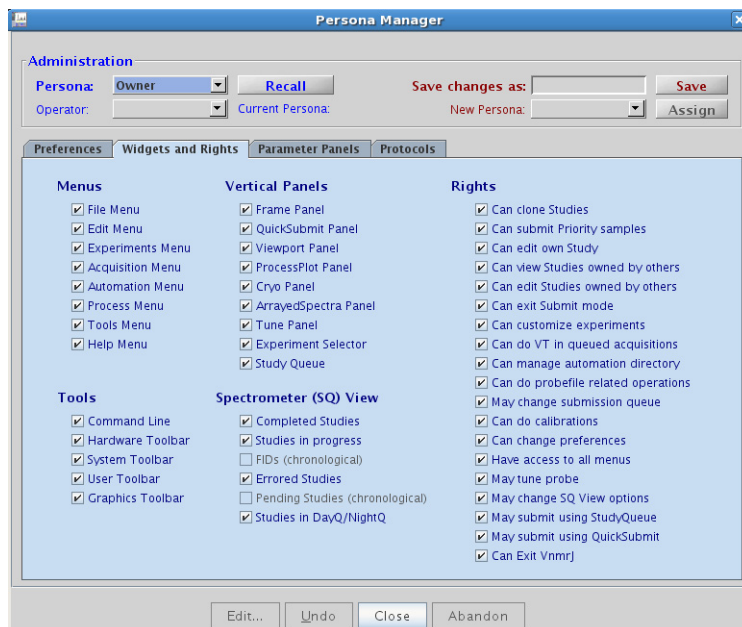 Persona Manager
Administration
Persona: Owner Recall Save changes as: Save
Operator: Current Persona: New Persona: Assign
Preferences Widgets and Rights Parameter Panels Protocols
Menus
File Menu
Edit Menu
Experiments Menu
Acquisition Menu
Automation Menu
Process Menu
Tools Menu
Help Menu
Tools
Command Line
Hardware Toolbar
System Toolbar
User Toolbar
Graphics Toolbar
Vertical Panels
Frame Panel
QuickSubmit Panel
Viewport Panel
ProcessPlot Panel
Cryo Panel
ArrayedSpectra Panel
Tune Panel
Experiment Selector
Study Queue
Spectrometer (SQ) View
Completed Studies
Studies in progress
FIDs (chronological)
Errored Studies
Pending Studies (chronological)
Studies in DayQ/NightQ
Rights
Can clone Studies
Can submit Priority samples
Can edit own Study
Can view Studies owned by others
Can edit Studies owned by others
Can exit Submit mode
Can customize experiments
Can do VT in queued acquisitions
Can manage automation directory
Can do probefile related operations
May change submission queue
Can do calibrations
Can change preferences
Have access to all menus
May tune probe
May change SQ View options
May submit using StudyQueue
May submit using QuickSubmit
Can Exit VnmrJ
Edit... Undo Close Abandon